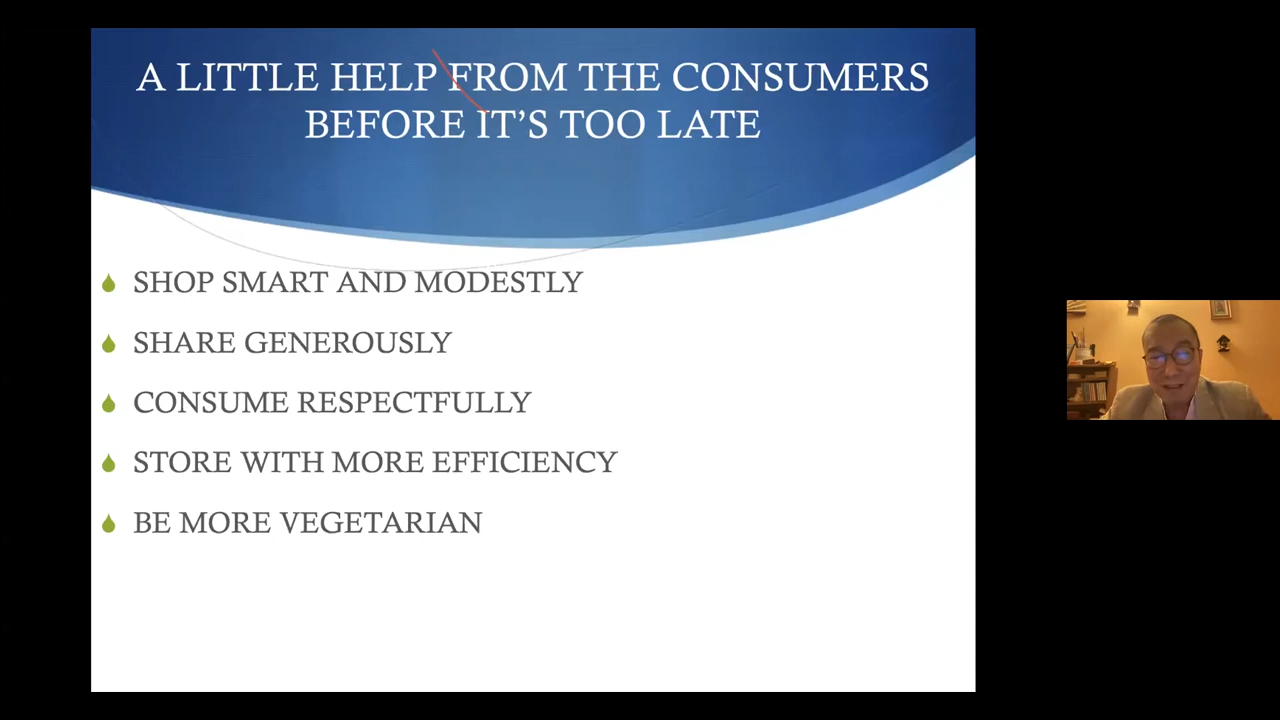 A LITTLE HELP FROM THE CONSUMERS
BEFORE IT'S TOO LATE
SHOP SMART AND MODESTLY
SHARE GENEROUSLY
CONSUME RESPECTFULLY
STORE WITH MORE EFFICIENCY
BE MORE VEGETARIAN